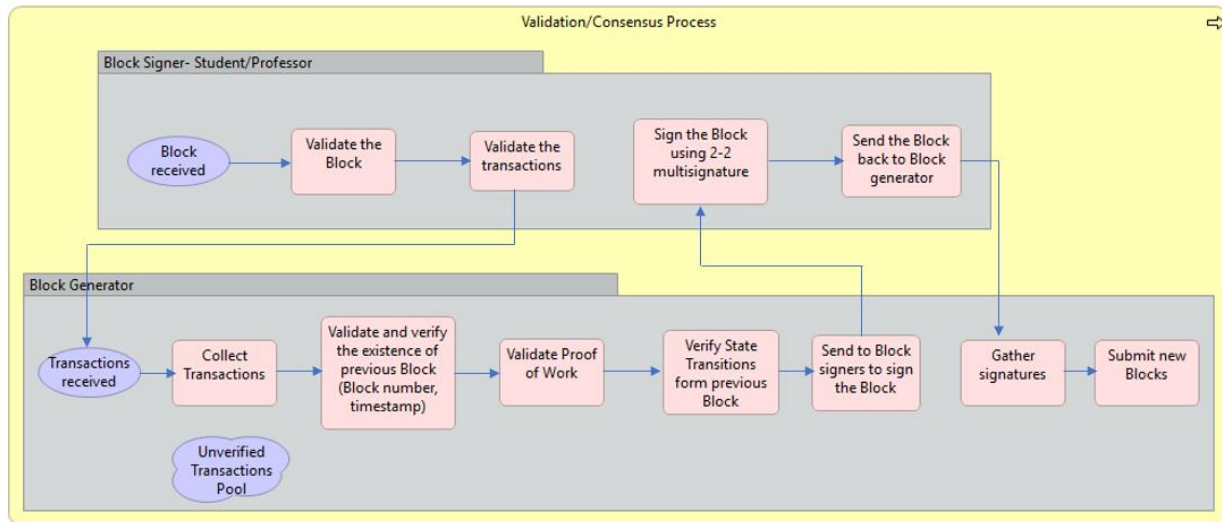 Validation/Consensus Process
Block Signer- Student/Professor
Block
received
Validate the
Block
Validate the
transactions
Sign the Block
using 2-2
multisignature
Send the Block
back to Block
generator
Block Generator
Transactions
received
Collect
Transactions
Validate and verify
the existence of
previous Block
(Block number,
timestamp)
Validate Proof
of Work
Verify State
Transitions
form previous
Block
Send to Block
signers to sign
the Block
Gather
signatures
Submit new
Blocks
Unverified
Transactions
Pool